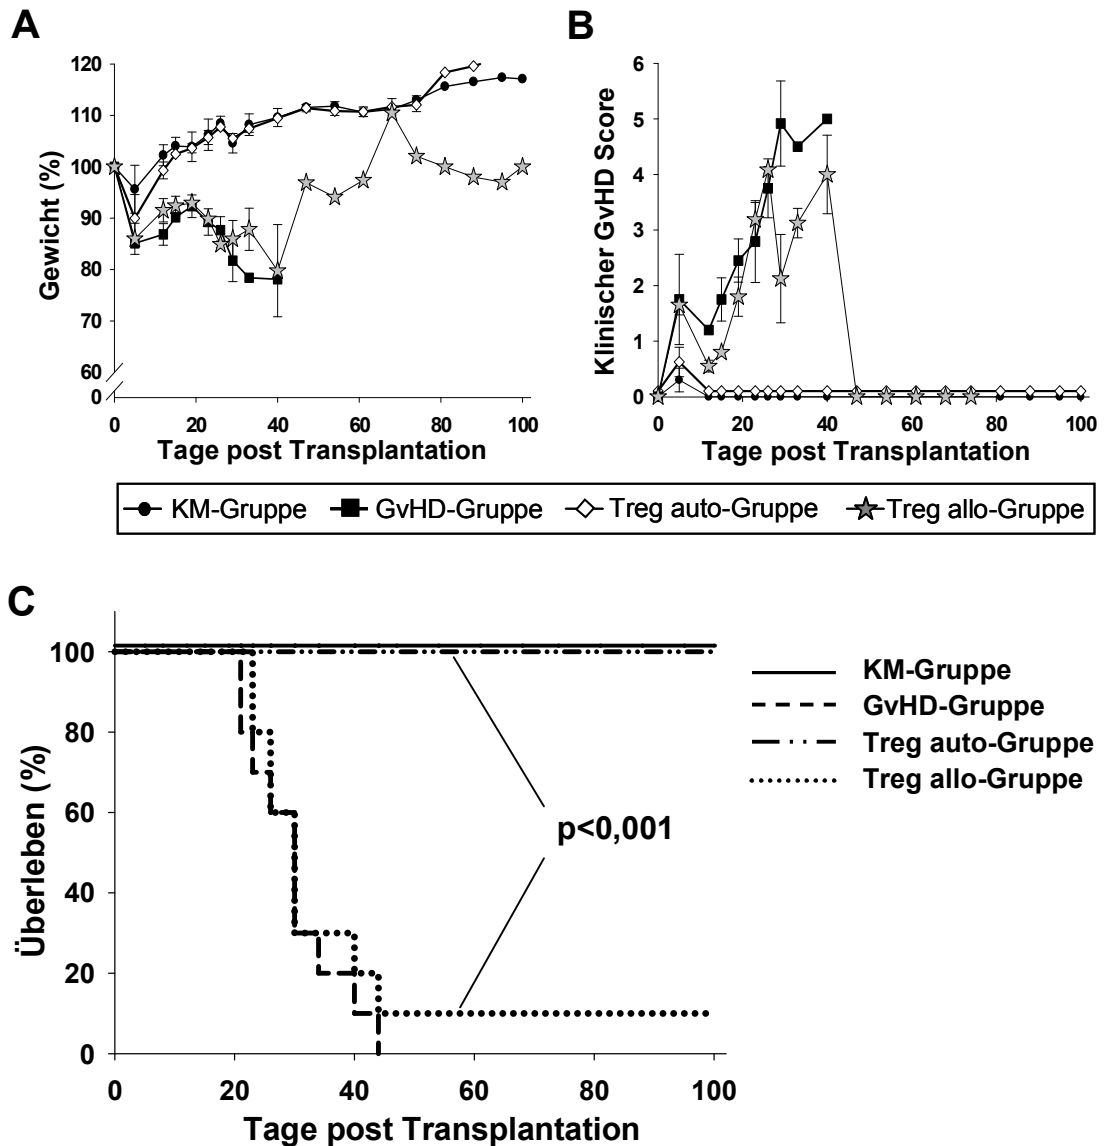 A
B
120
110
100
90
80
70
60
0
Gewicht (%)
0 20 40 60 80 100
Tage post Transplantation
6
5
4
3
2
1
0
Klinischer GvHD Score
0 20 40 60 80 100
Tage post Transplantation
KM-Gruppe GvHD-Gruppe Treg auto-Gruppe Treg allo-Gruppe
C
100
80
60
40
20
0
Überleben (%)
p<0,001
KM-Gruppe
GvHD-Gruppe
Treg auto-Gruppe
Treg allo-Gruppe
0 20 40 60 80 100
Tage post Transplantation